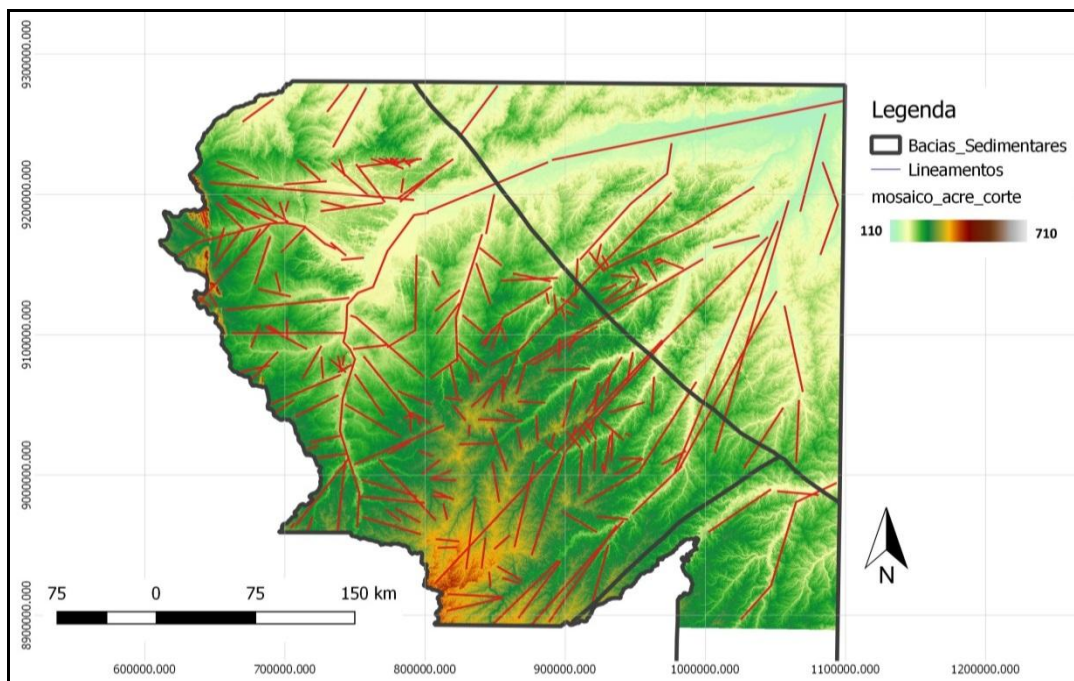 9300000.000
9200000.000
9100000.000
9000000.000
8900000.000
Legenda
Bacias_Sedimentares
Lineamentos
mosaico_acre_corte
110 710
N
75 0 75 150 km
600000.000 700000.000 800000.000 900000.000 1000000.000 1100000.000 1200000.000